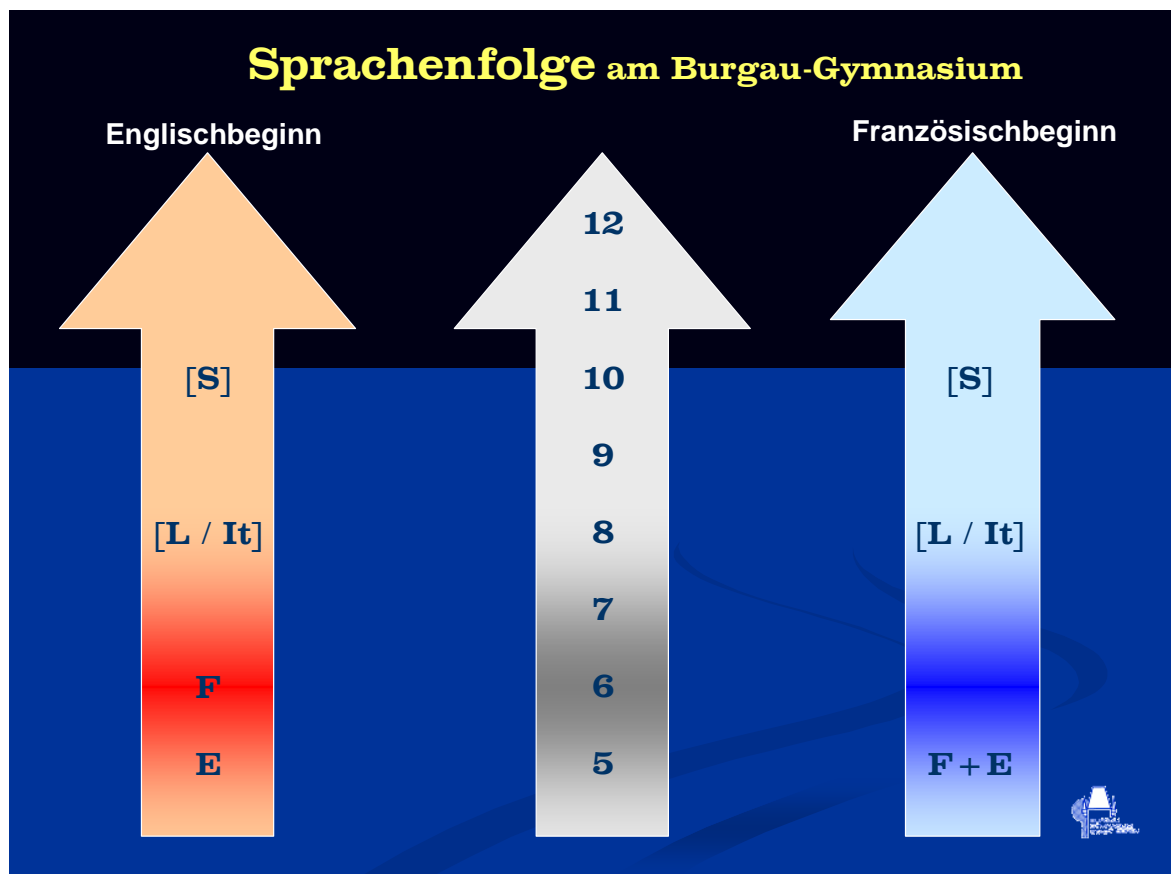 Sprachenfolge am Burgau-Gymnasium
Englischbeginn
Französischbeginn
12
11
[S] 10 [S]
9
[L / It] 8 [L / It]
7
F 6
E 5 F + E